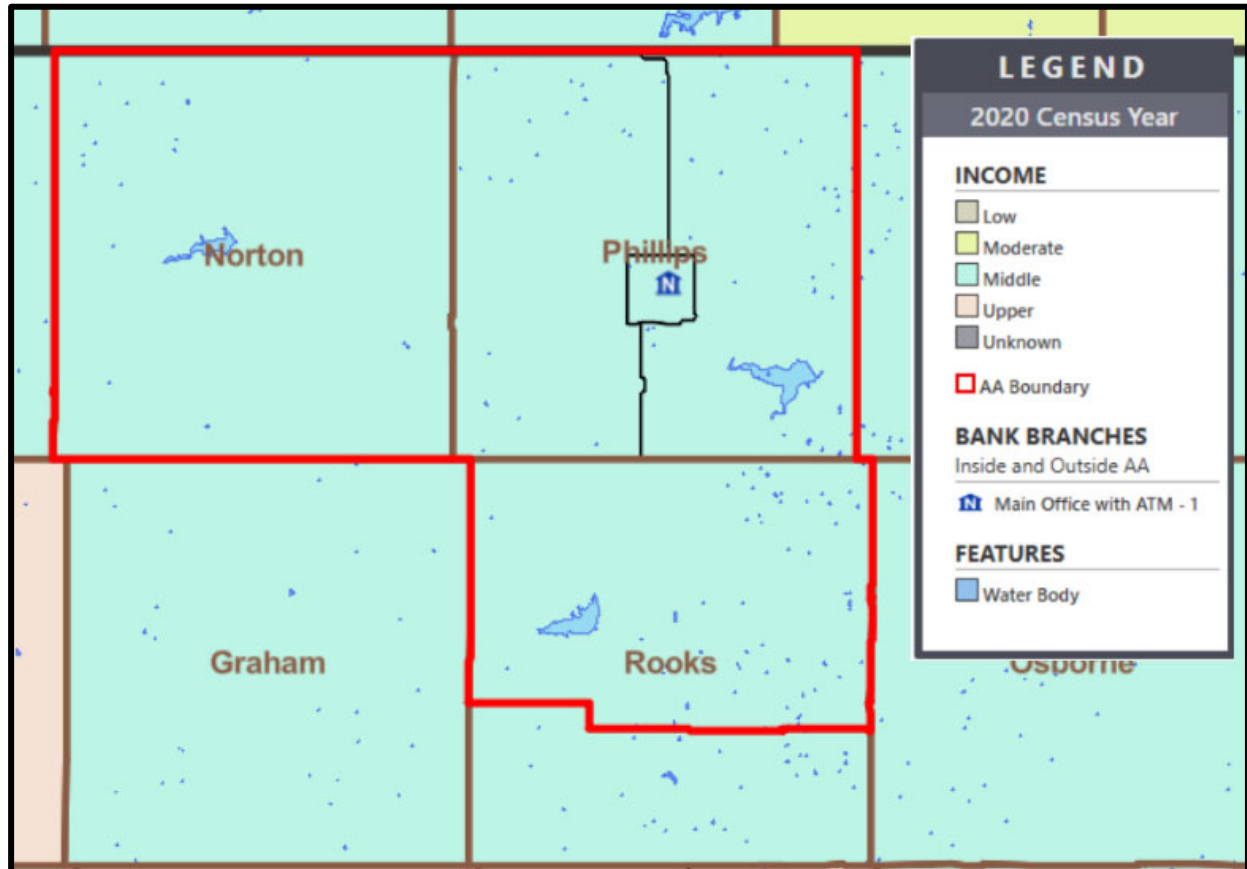 Norton
Phillips
N
Graham
Rooks
Osborne
LEGEND
2020 Census Year
INCOME
Low
Moderate
Middle
Upper
Unknown
AA Boundary
BANK BRANCHES
Inside and Outside AA
N Main Office with ATM - 1
FEATURES
Water Body